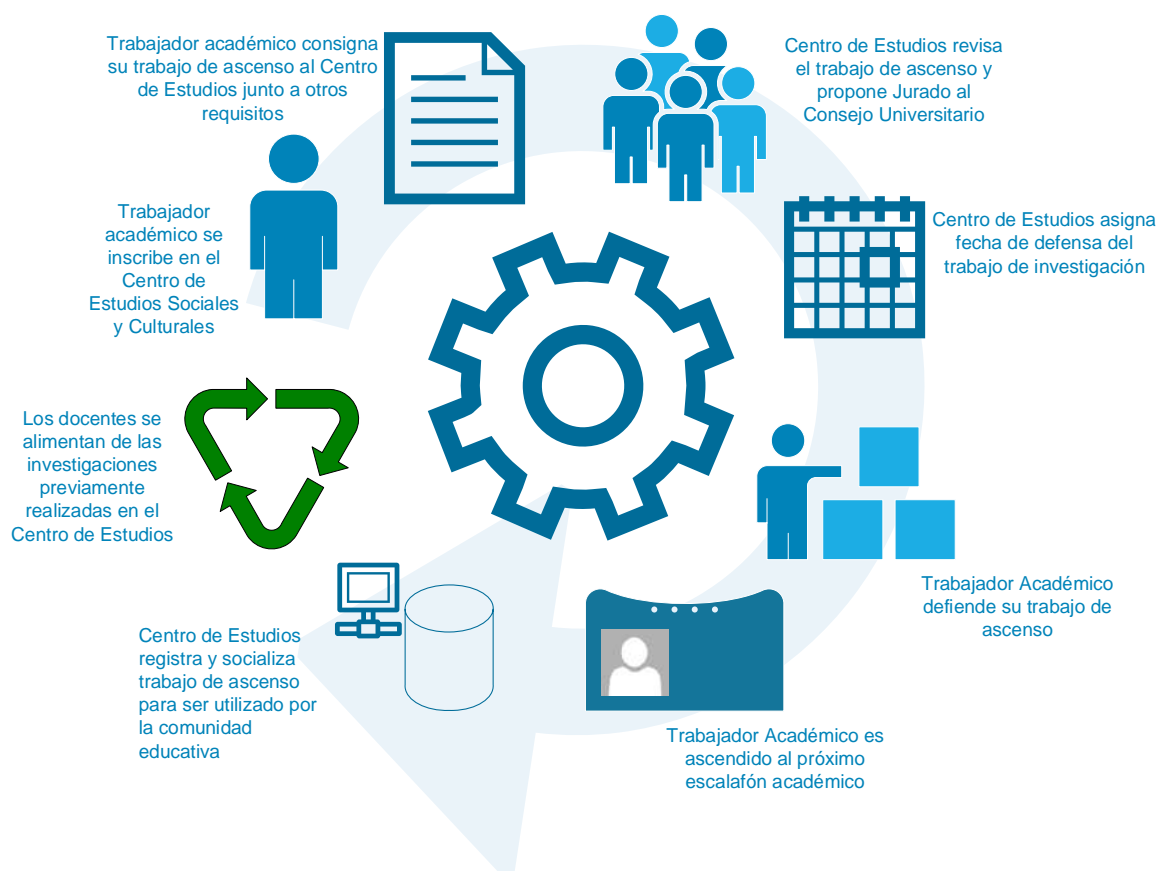 Trabajador académico consigna
su trabajo de ascenso al Centro
de Estudios junto a otros
requisitos
Centro de Estudios revisa
el trabajo de ascenso y
propone Jurado al
Consejo Universitario
Trabajador
académico se
inscribe en el
Centro de
Estudios Sociales
y Culturales
Centro de Estudios asigna
fecha de defensa del
trabajo de investigación
Los docentes se
alimentan de las
investigaciones
previamente
realizadas en el
Centro de Estudios
Trabajador Académico
defiende su trabajo de
ascenso
Centro de Estudios
registra y socializa
trabajo de ascenso
para ser utilizado por
la comunidad
educativa
Trabajador Académico es
ascendido al próximo
escalafón académico